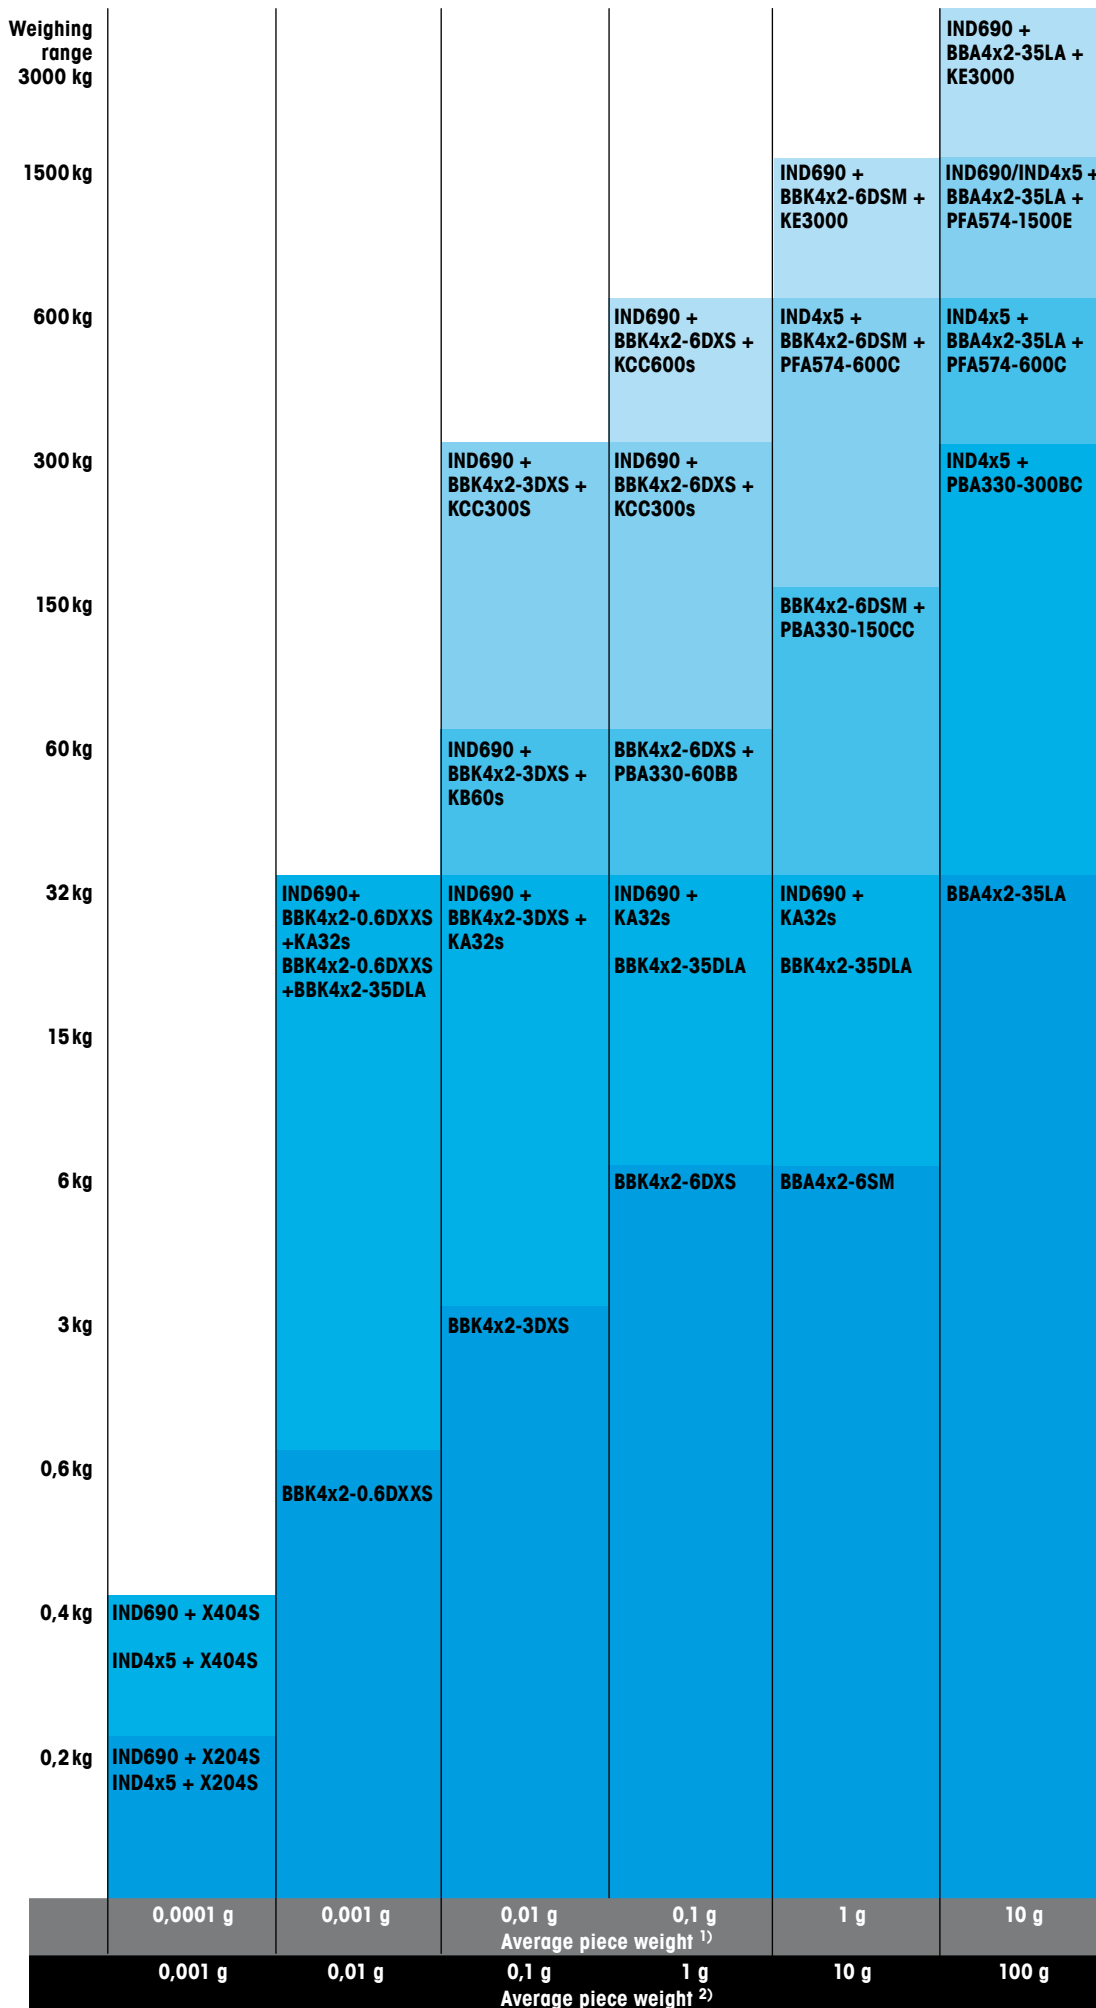 Weighing
range
3000 kg
IND690 +
BBA4x2-35LA +
KE3000
1500 kg
IND690 +
BBK4x2-6DSM +
KE3000
IND690/IND4x5 +
BBA4x2-35LA +
PFA574-1500E
600 kg
IND690 +
BBK4x2-6DXS +
KCC600s
IND4x5 +
BBK4x2-6DSM +
PFA574-600C
IND4x5 +
BBA4x2-35LA +
PFA574-600C
300 kg
IND690 +
BBK4x2-3DXS +
KCC300S
IND690 +
BBK4x2-6DXS +
KCC300s
IND4x5 +
PBA330-300BC
150 kg
BBK4x2-6DSM +
PBA330-150CC
60 kg
IND690 +
BBK4x2-3DXS +
KB60s
BBK4x2-6DXS +
PBA330-60BB
32 kg
IND690+
BBK4x2-0.6DXXS
+KA32s
BBK4x2-0.6DXXS
+BBK4x2-35DLA
IND690 +
BBK4x2-3DXS +
KA32s
IND690 +
KA32s
BBK4x2-35DLA
IND690 +
KA32s
BBK4x2-35DLA
BBA4x2-35LA
15 kg
6 kg
BBK4x2-6DXS
BBA4x2-6SM
3 kg
BBK4x2-3DXS
0,6 kg
BBK4x2-0.6DXXS
0,4 kg
IND690 + X404S
IND4x5 + X404S
0,2 kg
IND690 + X204S
IND4x5 + X204S
0,0001 g 0,001 g 0,01 g 0,1 g 1 g 10 g
Average piece weight 1)
0,001 g 0,01 g 0,1 g 1 g 10 g 100 g
Average piece weight 2)